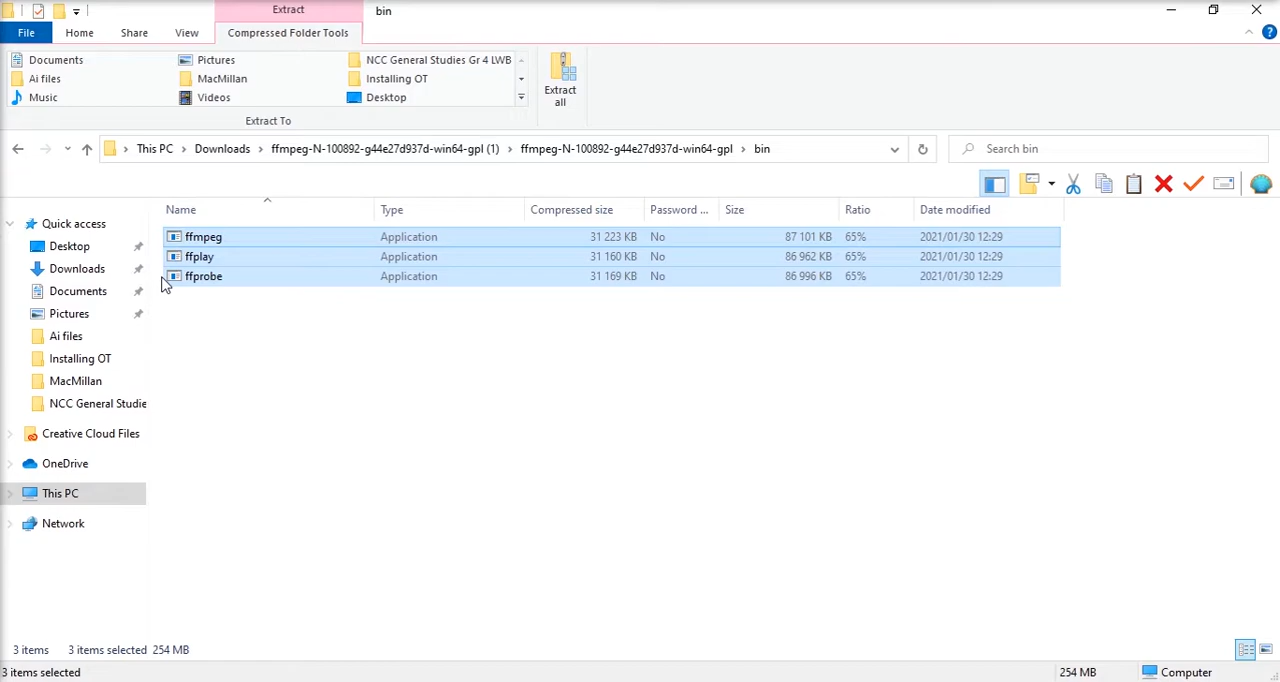 Extract
bin
File
Home
Share
View
Compressed Folder Tools
Documents
Pictures
NCC General Studies Gr 4 LWB
Ai files
MacMillan
Installing OT
Music
Videos
Desktop
Extract
all
Extract To
This PC
Downloads
ffmpeg-N-100892-g44e27d937d-win64-gpl (1)
ffmpeg-N-100892-g44e27d937d-win64-gpl
bin
Search bin
Name
Type
Compressed size
Password ...
Size
Ratio
Date modified
ffmpeg Application 31 223 KB No 87 101 KB 65% 2021/01/30 12:29
ffplay Application 31 160 KB No 86 962 KB 65% 2021/01/30 12:29
ffprobe Application 31 169 KB No 86 996 KB 65% 2021/01/30 12:29
Quick access
Desktop
Downloads
Documents
Pictures
Ai files
Installing OT
MacMillan
NCC General Studie
Creative Cloud Files
OneDrive
This PC
Network
3 items
3 items selected 254 MB
3 items selected
254 MB
Computer